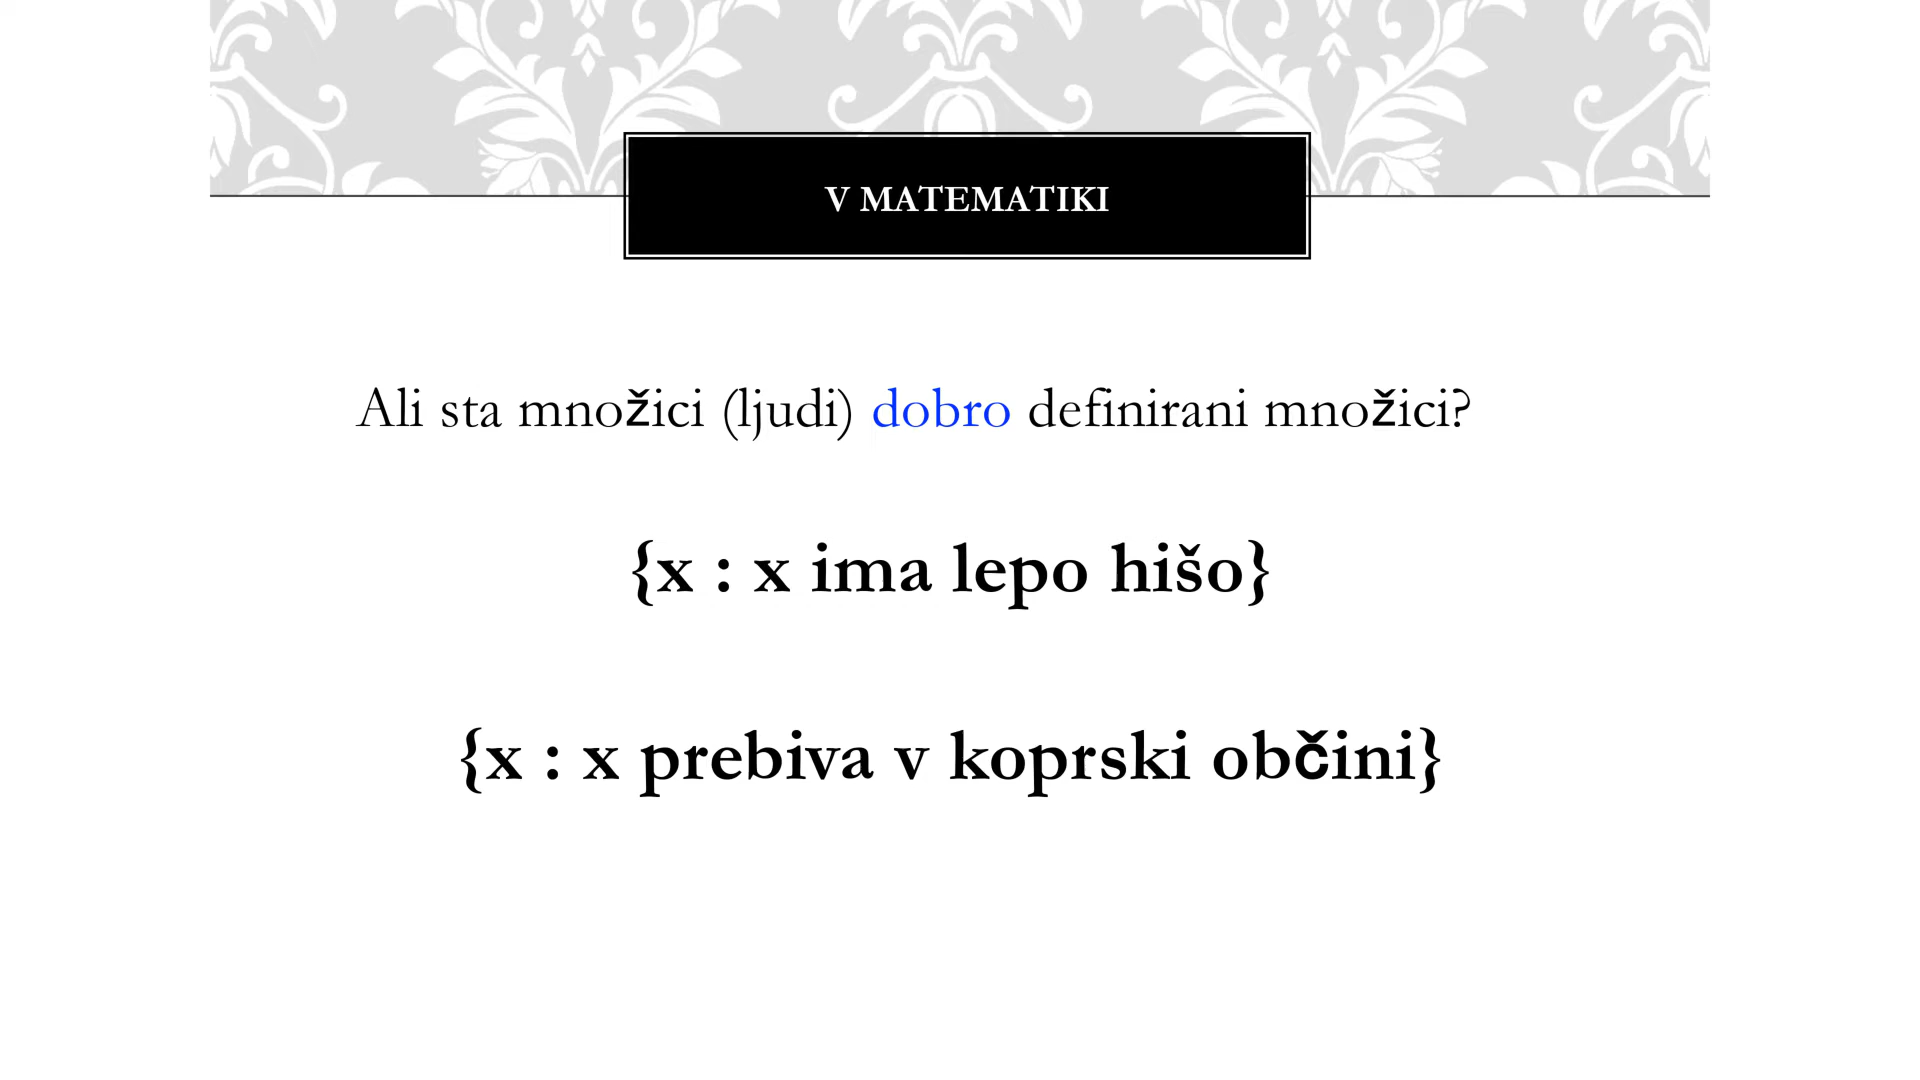 V MATEMATIKI
Ali sta množici (ljudi) dobro definirani množici?
{x : x ima lepo hišo}
{x : x prebiva v koprski občini}